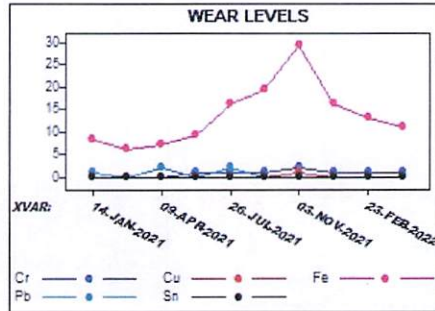 WEAR LEVELS
30
25
20
15
10
5
0
XVAR:
14-JAN-2021
09-APR-2021
26-JUL-2021
03-NOV-2021
23-FEB-2022
Cr
Cu
Fe
Pb
Sn